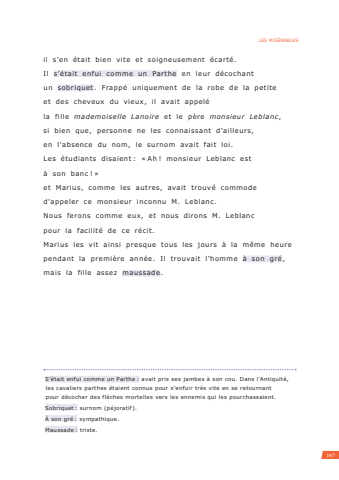 LES MISÉRABLES
il s’en était bien vite et soigneusement écarté.
Il s’était enfui comme un Parthe en leur décochant
un sobriquet. Frappé uniquement de la robe de la petite
et des cheveux du vieux, il avait appelé
la fille mademoiselle Lanoire et le père monsieur Leblanc,
si bien que, personne ne les connaissant d’ailleurs,
en l’absence du nom, le surnom avait fait loi.
Les étudiants disaient : « Ah ! monsieur Leblanc est
à son banc ! »
et Marius, comme les autres, avait trouvé commode
d’appeler ce monsieur inconnu M. Leblanc.
Nous ferons comme eux, et nous dirons M. Leblanc
pour la facilité de ce récit.
Marius les vit ainsi presque tous les jours à la même heure
pendant la première année. Il trouvait l’homme à son gré,
mais la fille assez maussade.
S’était enfui comme un Parthe : avait pris ses jambes à son cou. Dans l’Antiquité,
les cavaliers parthes étaient connus pour s’enfuir très vite en se retournant
pour décocher des flèches mortelles vers les ennemis qui les pourchassaient.
Sobriquet : surnom (péjoratif).
À son gré : sympathique.
Maussade : triste.
147